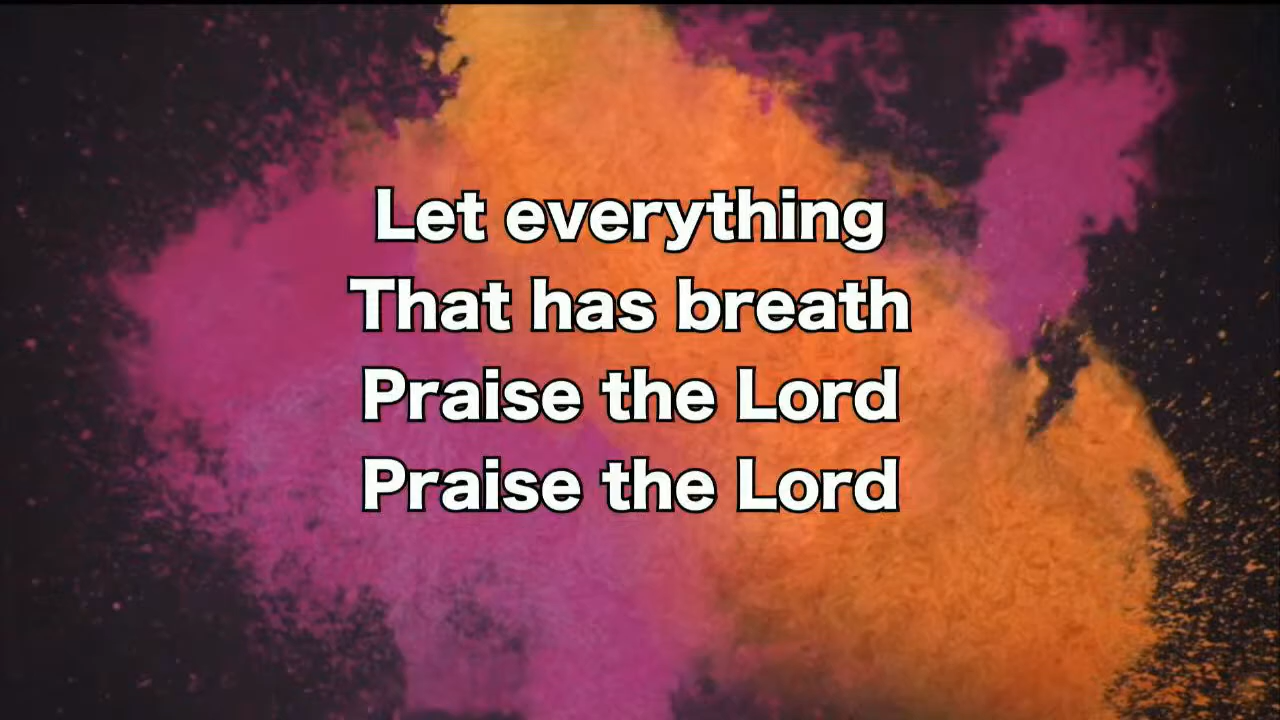 Let everything
That has breath
Praise the Lord
Praise the Lord